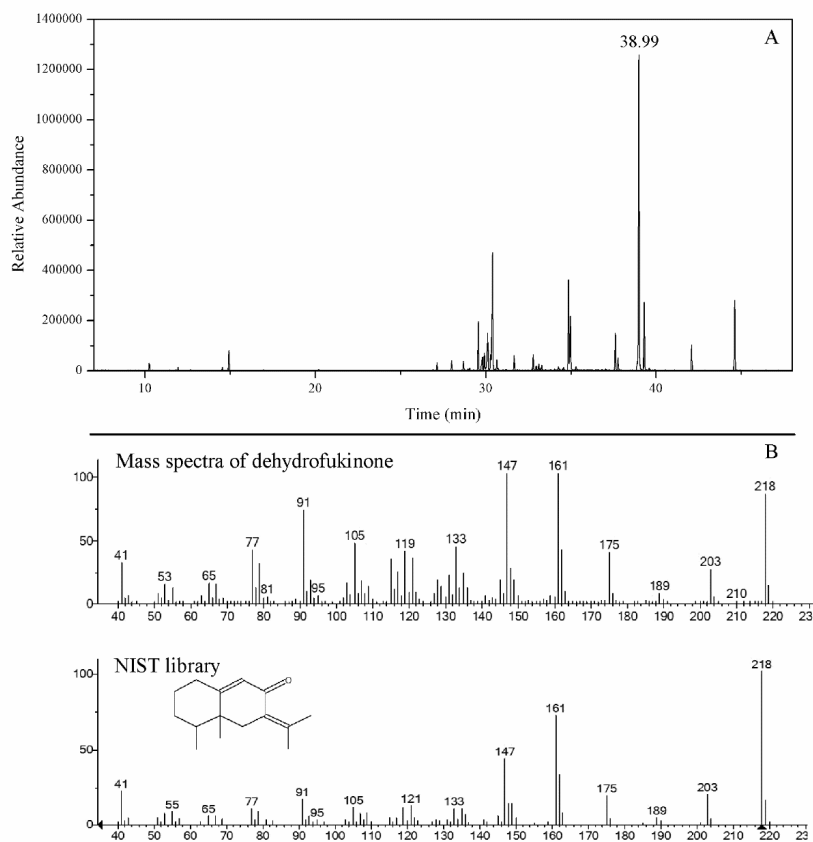 1400000
A
38.99
1200000
1000000
800000
600000
400000
200000
0
Relative Abundance
10 20 30 40
Time (min)
B
Mass spectra of dehydrofukinone
100
50
0
41 53 65 77 81 91 95 105 119 133 147 161 175 189 203 210 218
40 50 60 70 80 90 100 110 120 130 140 150 160 170 180 190 200 210 220 230
NIST library
O
100
50
0
41 55 65 77 91 95 105 121 133 147 161 175 189 203 218
40 50 60 70 80 90 100 110 120 130 140 150 160 170 180 190 200 210 220 230